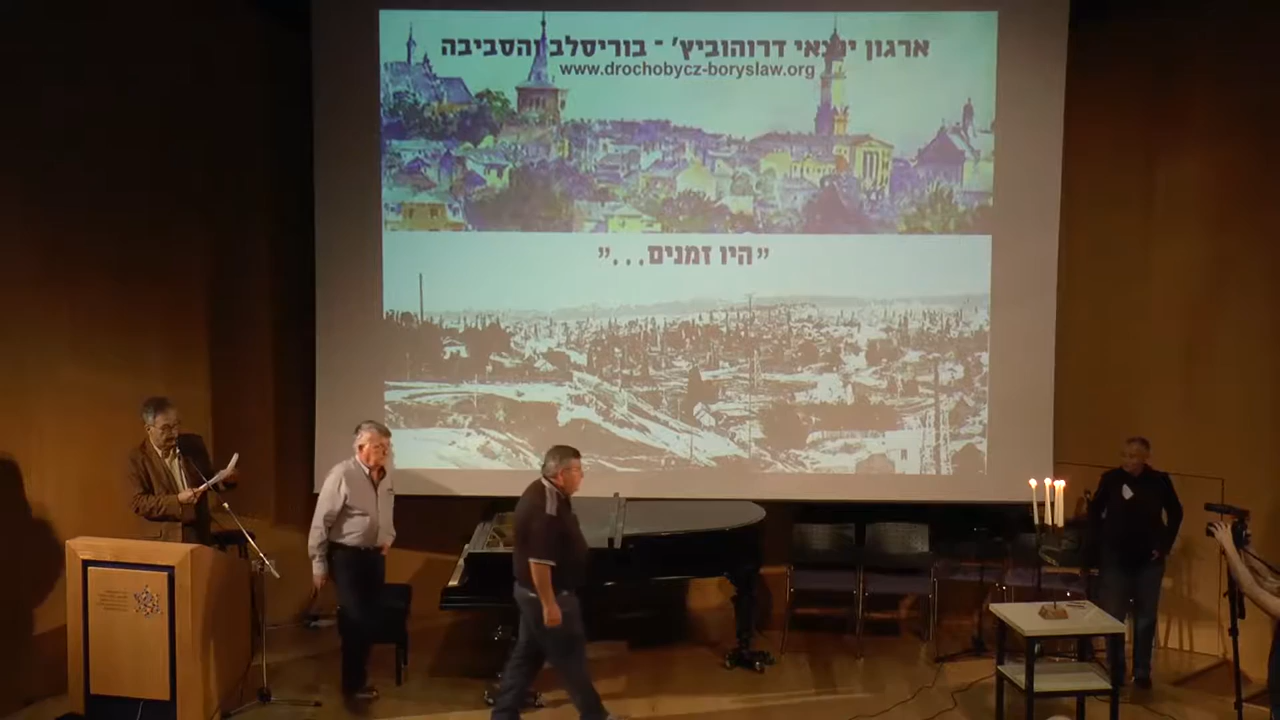 ארגון יוצאי דרוהוביץ' - בוריסלב והסביבה
www.drochobycz-boryslaw.org
"היו זמנים..."